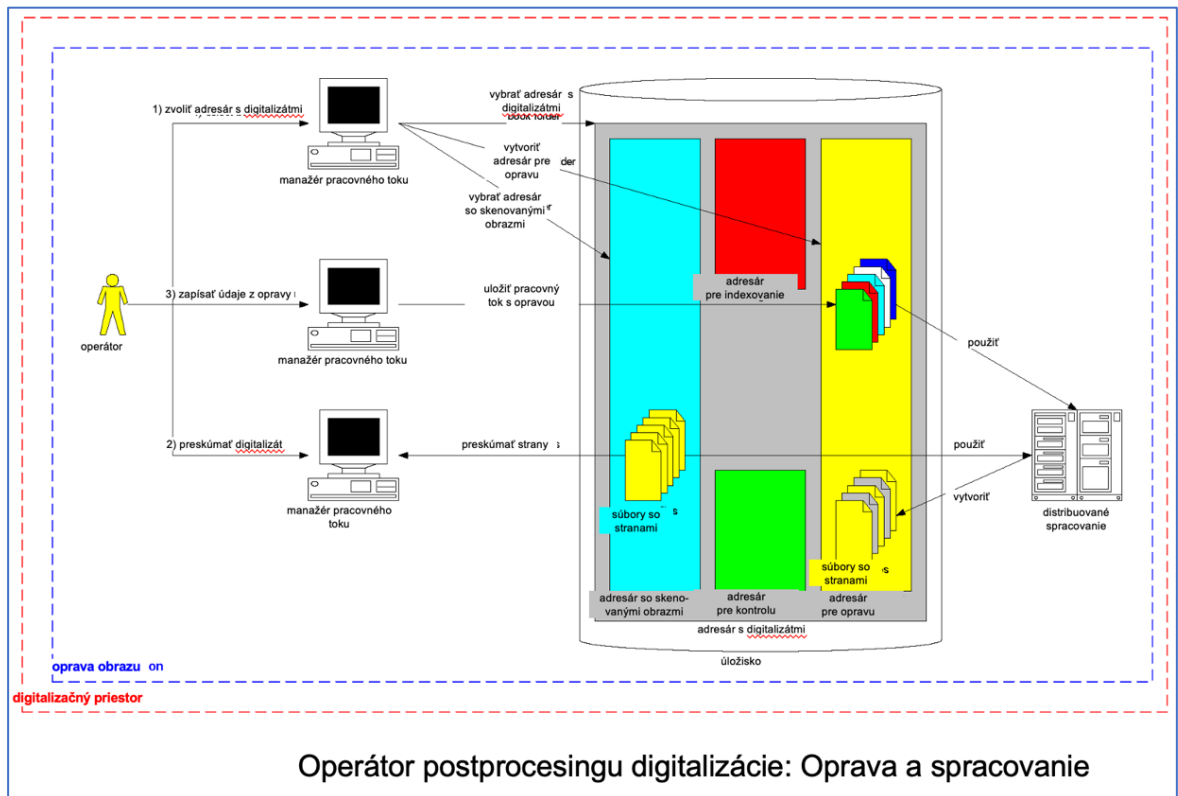 1) zvoliť adresár s digitalizátmi
vybrať adresár s
digitalizátmi
book folder
manažér pracovného toku
vytvoriť
adresár pre
opravu
der
vybrať adresár
so skenovanými
obrazmi
3) zapísať údaje z opravy
operátor
manažér pracovného toku
uložiť pracovný
tok s opravou
adresár
pre indexovanie
použiť
2) preskúmať digitalizát
manažér pracovného
toku
preskúmať strany s
použiť
vytvoriť
súbory so
stranami
s
súbory so
stranami
distribuované
spracovanie
adresár so skeno-
vanými obrazmi
adresár
pre kontrolu
adresár
pre opravu
adresár s digitalizátmi
úložisko
oprava obrazu on
digitalizačný priestor
Operátor postprocesingu digitalizácie: Oprava a spracovanie